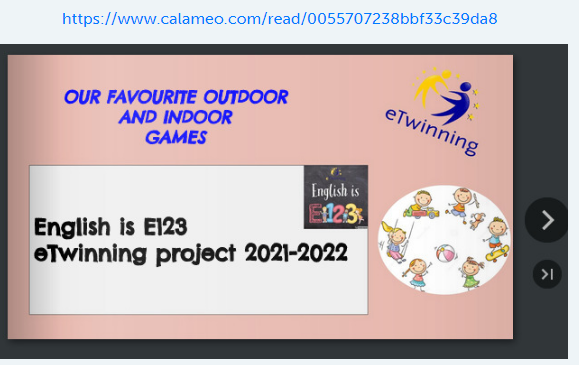 https://www.calameo.com/read/0055707238bbf33c39da8
OUR FAVOURITE OUTDOOR
AND INDOOR
GAMES
eTwinning
English is
E123
English is E123
eTwinning project 2021-2022